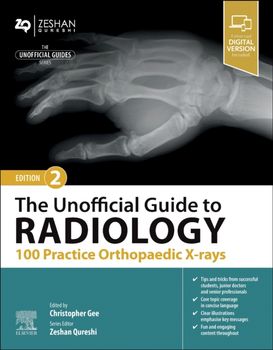 ZQ ZESHAN
QURESHI
THE
UNOFFICIAL GUIDES
SERIES
DIGITAL
VERSION
EDITION 2
The Unofficial Guide to
RADIOLOGY
100 Practice Orthopaedic X-rays
Tips and tricks from successful
students, junior doctors
and senior professionals
Core topic coverage
in concise language
Clear illustrations
emphasise key messages
Fun and engaging
content throughout
Edited by
Christopher Gee
Series Editor
Zeshan Qureshi
ELSEVIER